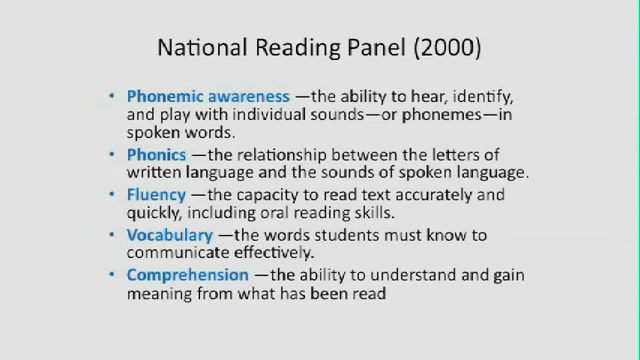 National Reading Panel (2000)
• Phonemic awareness —the ability to hear, identify,
and play with individual sounds—or phonemes—in
spoken words.
• Phonics —the relationship between the letters of
written language and the sounds of spoken language.
• Fluency —the capacity to read text accurately and
quickly, including oral reading skills.
• Vocabulary —the words students must know to
communicate effectively.
• Comprehension —the ability to understand and gain
meaning from what has been read